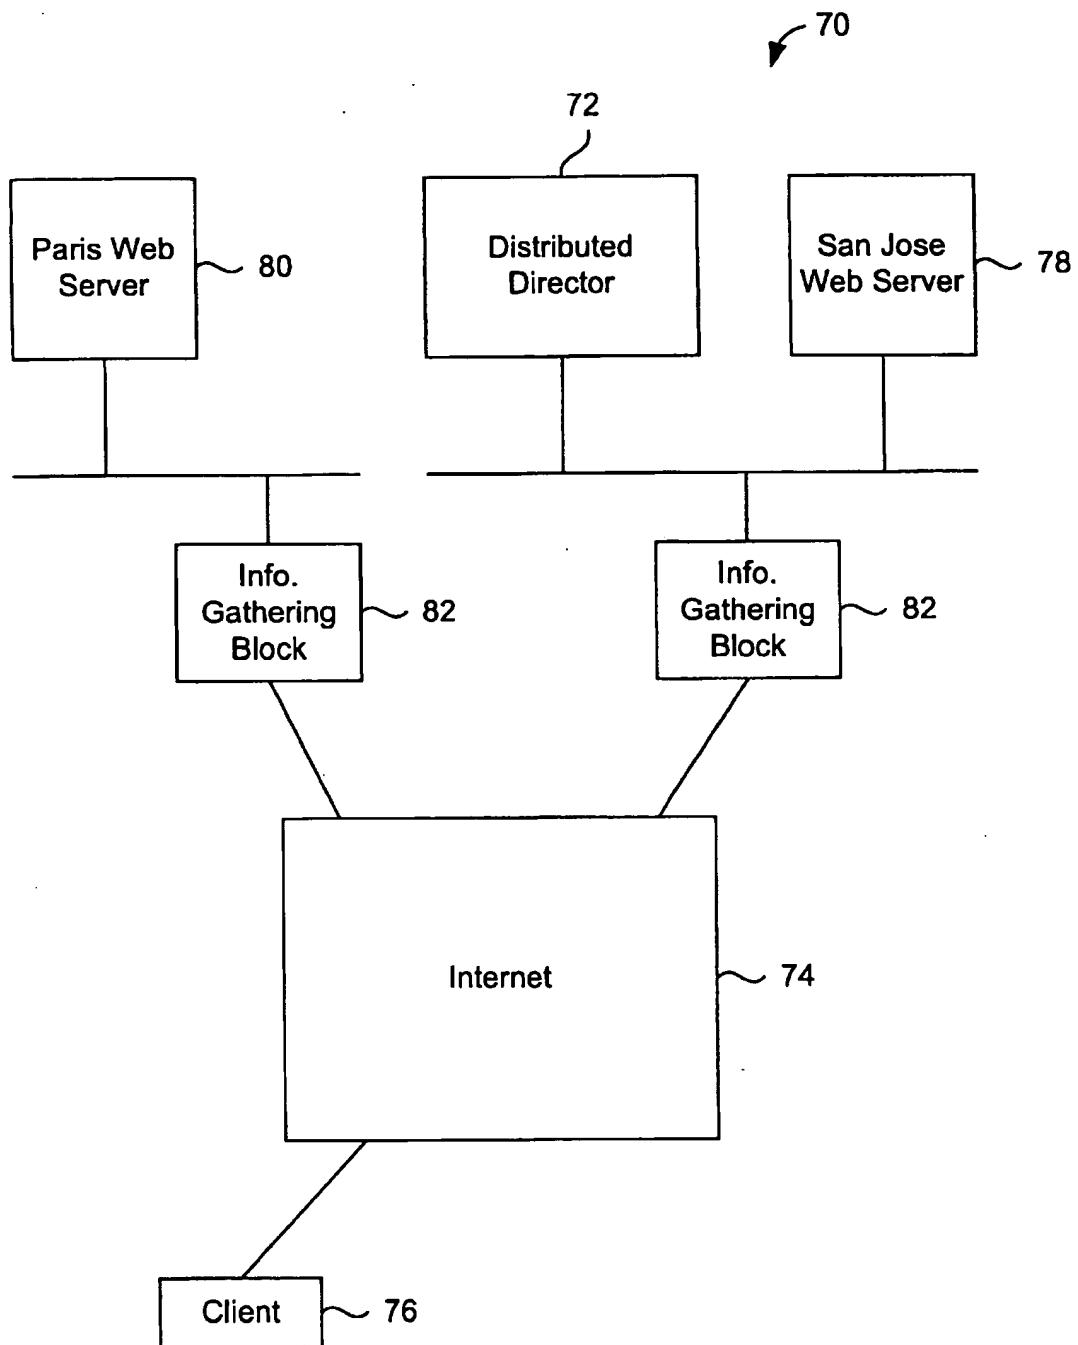 70
72
Paris Web
Server
80
Distributed
Director
San Jose
Web Server
78
Info.
Gathering
Block
82
Info.
Gathering
Block
82
Internet
74
Client
76